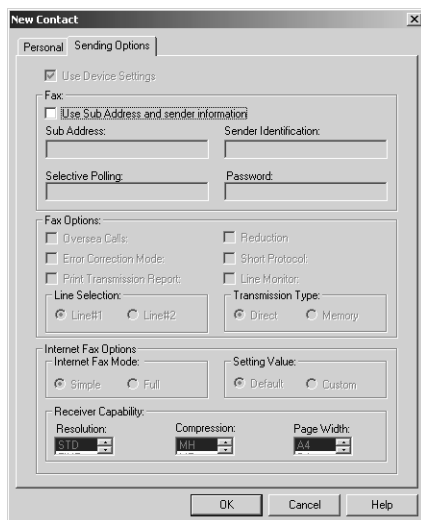 New Contact
Personal Sending Options
Use Device Settings
Fax:
Use Sub Address and sender information
Sub Address: Sender Identification:
Selective Polling: Password:
Fax Options:
Oversea Calls: Reduction
Error Correction Mode: Short Protocol:
Print Transmission Report: Line Monitor:
Line Selection: Transmission Type:
Line#1 Line#2 Direct Memory
Internet Fax Options
Internet Fax Mode: Setting Value:
Simple Full Default Custom
Receiver Capability:
Resolution: Compression: Page Width:
STD MH A4
OK Cancel Help